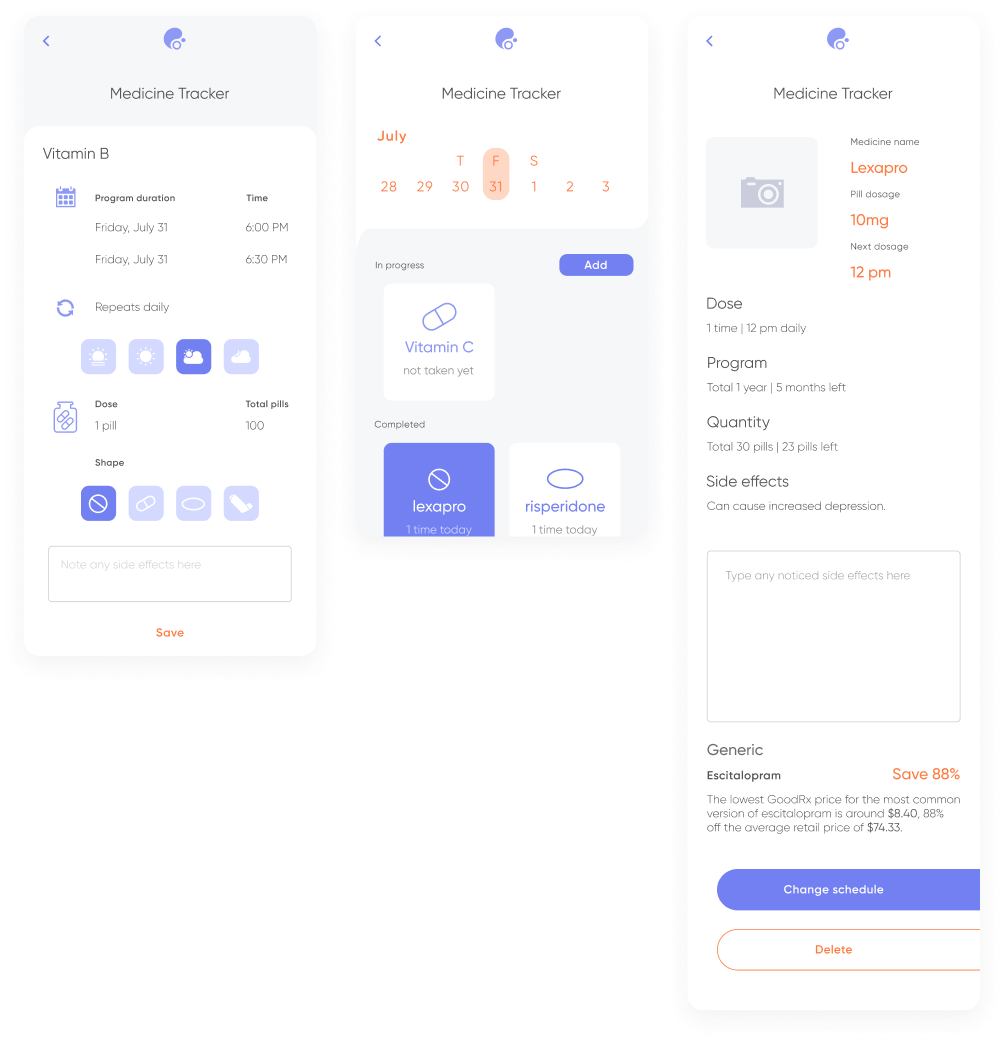 Medicine Tracker
Vitamin B
Program duration Time
Friday, July 31 6:00 PM
Friday, July 31 6:30 PM
Repeats daily
Dose Total pills
1 pill 100
Shape
Note any side effects here
Save
Medicine Tracker
July
T F S
28 29 30 31 1 2 3
In progress Add
Vitamin C
not taken yet
Completed
lexapro risperidone
1 time today 1 time today
Medicine Tracker
Medicine name
Lexapro
Pill dosage
10mg
Next dosage
12 pm
Dose
1 time | 12 pm daily
Program
Total 1 year | 5 months left
Quantity
Total 30 pills | 23 pills left
Side effects
Can cause increased depression.
Type any noticed side effects here
Generic
Escitalopram Save 88%
The lowest GoodRx price for the most common
version of escitalopram is around $8.40, 88%
off the average retail price of $74.33.
Change schedule
Delete